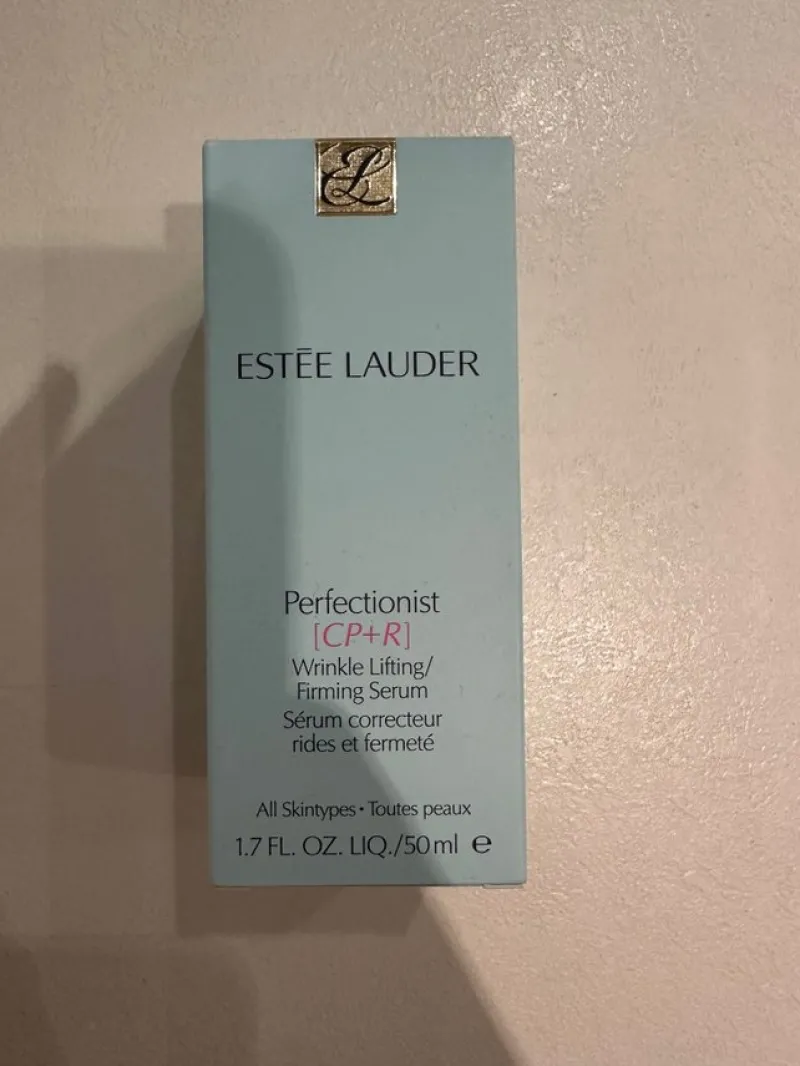 EL
ESTĒE LAUDER
Perfectionist
[CP+R]
Wrinkle Lifting/
Firming Serum
Sérum correcteur
rides et fermeté
All Skintypes • Toutes peaux
1.7 FL. OZ. LIQ./50 ml ℮